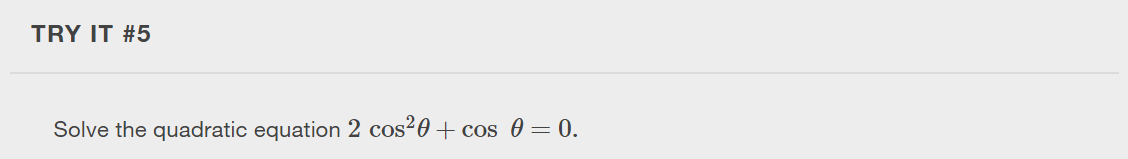 TRY IT #5
Solve the quadratic equation 2 cos²θ + cos θ = 0.